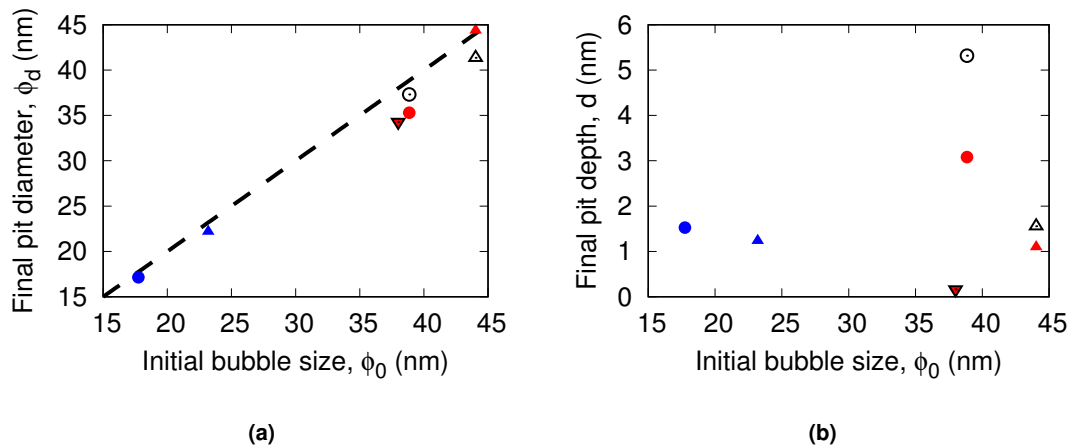 Final pit diameter, ϕd (nm)
45
40
35
30
25
20
15
15 20 25 30 35 40 45
Initial bubble size, ϕ0 (nm)
(a)
Final pit depth, d (nm)
6
5
4
3
2
1
0
15 20 25 30 35 40 45
Initial bubble size, ϕ0 (nm)
(b)